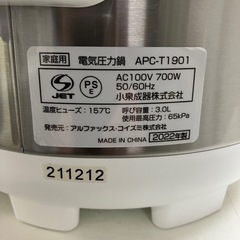 家庭用 電気圧力鍋 APC-T1901
JET
PSE
AC100V 700W
50/60Hz
小泉成器株式会社
温度ヒューズ:157℃ 呼び容量:3.0L
使用最高圧力:65kPa
発売元:アルファックス・コイズミ株式会社
MADE IN CHINA 2022年製
211212